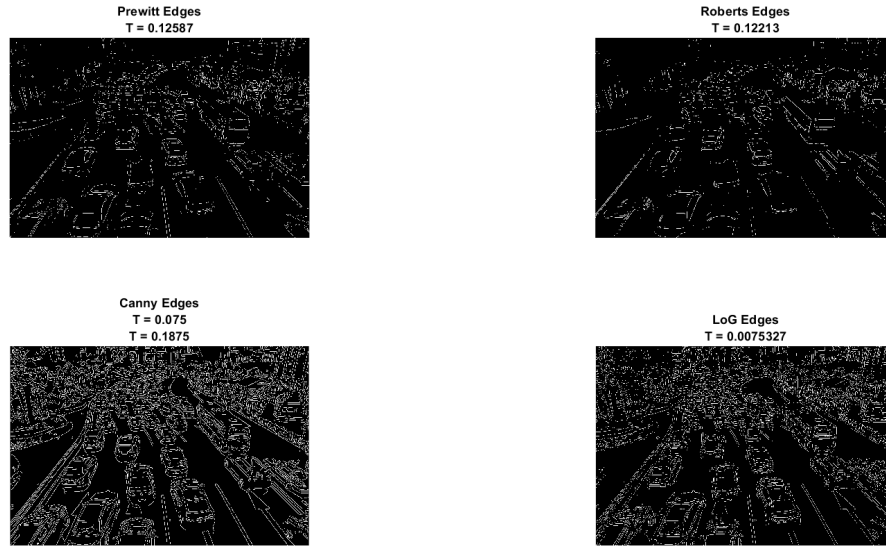 Prewitt Edges
T = 0.12587
Roberts Edges
T = 0.12213
Canny Edges
T = 0.075
T = 0.1875
LoG Edges
T = 0.0075327